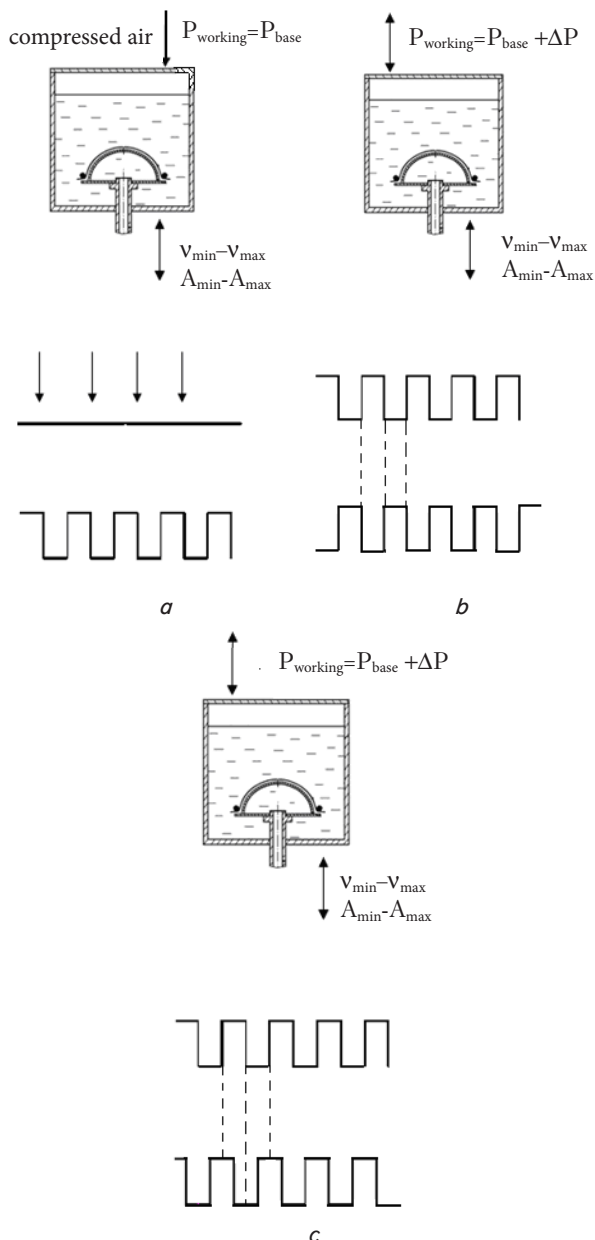 compressed air
P_working=P_base
P_working=P_base +ΔP
ν_min–ν_max
A_min-A_max
ν_min–ν_max
A_min-A_max
a
b
P_working=P_base +ΔP
ν_min–ν_max
A_min-A_max
c